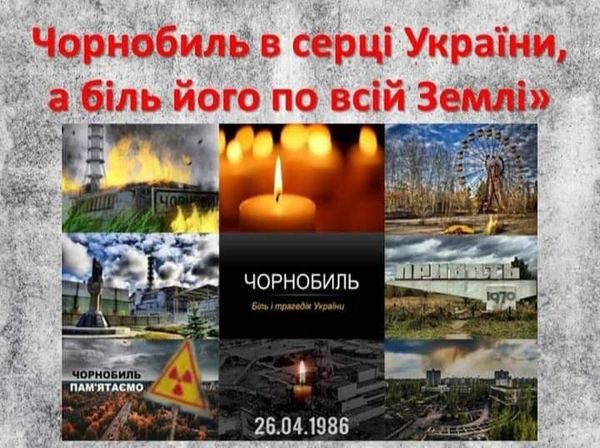 Чорнобиль в серці України,
а біль його по всій Землі»
ЧОРНОБИЛЬ
Біль і трагедія України
ПРИПЯТЬ
1970
ЧОРНОБИЛЬ
ПАМ'ЯТАЄМО
26.04.1986